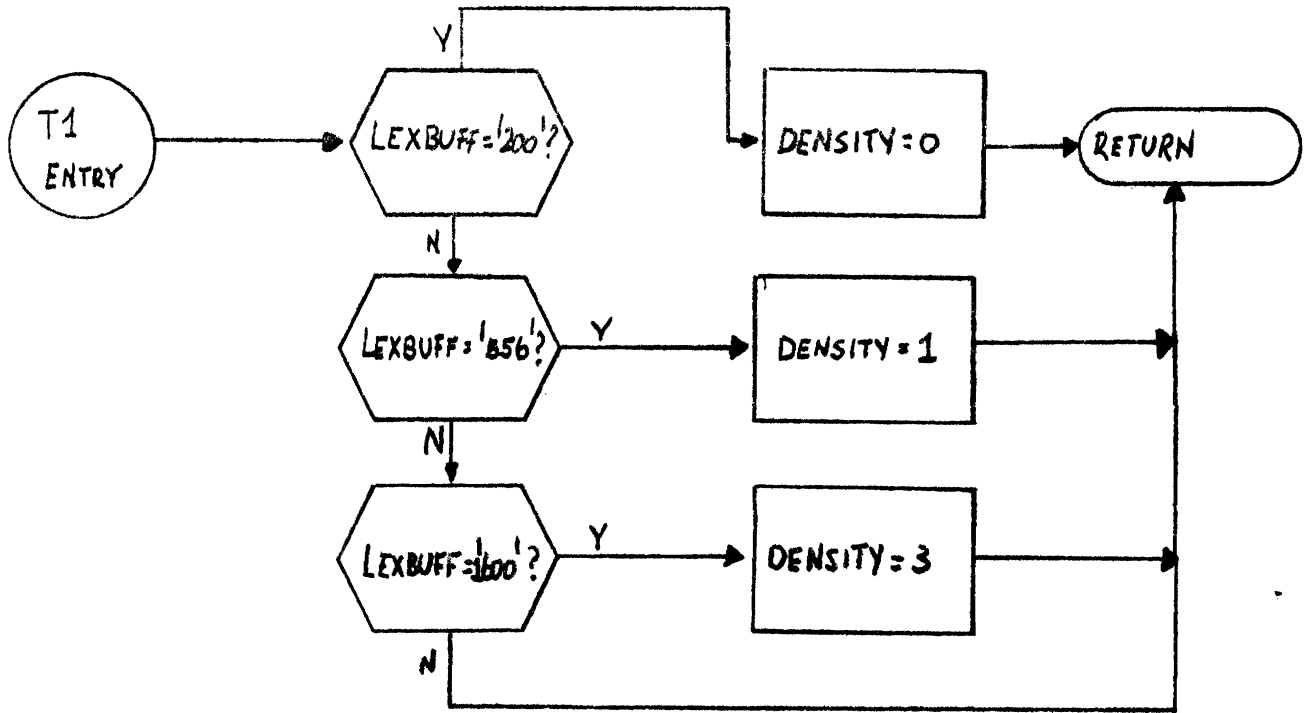 Y
T1
ENTRY
LEXBUFF='200'?
DENSITY=0
RETURN
N
LEXBUFF='556'?
Y
DENSITY=1
N
LEXBUFF='1600'?
Y
DENSITY=3
N